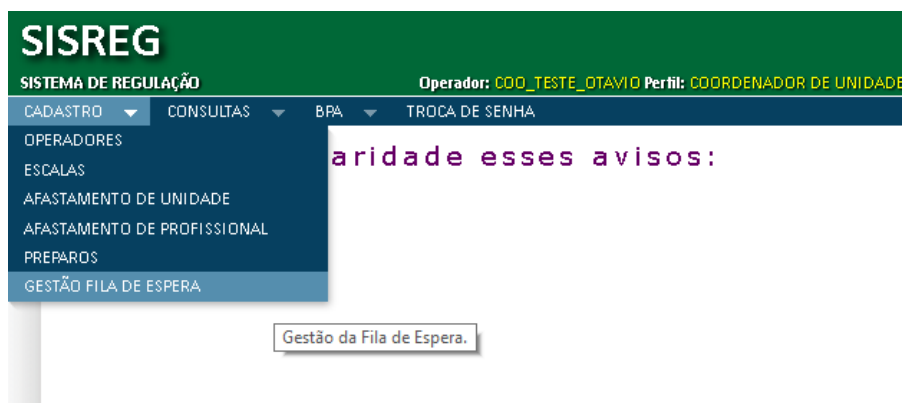 SISREG
SISTEMA DE REGULAÇÃO Operador: COO_TESTE_OTAVIO Perfil: COORDENADOR DE UNIDADE
CADASTRO CONSULTAS BPA TROCA DE SENHA
OPERADORES
aridade esses avisos:
ESCALAS
AFASTAMENTO DE UNIDADE
AFASTAMENTO DE PROFISSIONAL
PREPAROS
GESTÃO FILA DE ESPERA
Gestão da Fila de Espera.